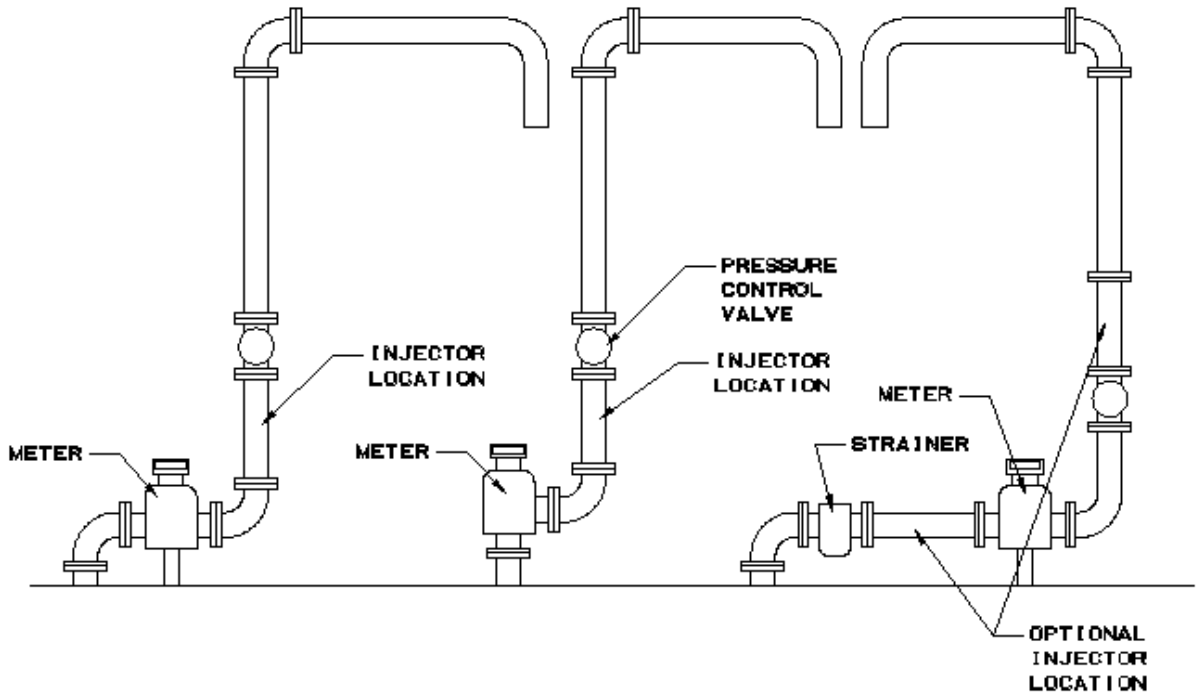 PRESSURE
CONTROL
VALVE
INJECTOR
LOCATION
INJECTOR
LOCATION
METER
METER
METER
STRAINER
OPTIONAL
INJECTOR
LOCATION